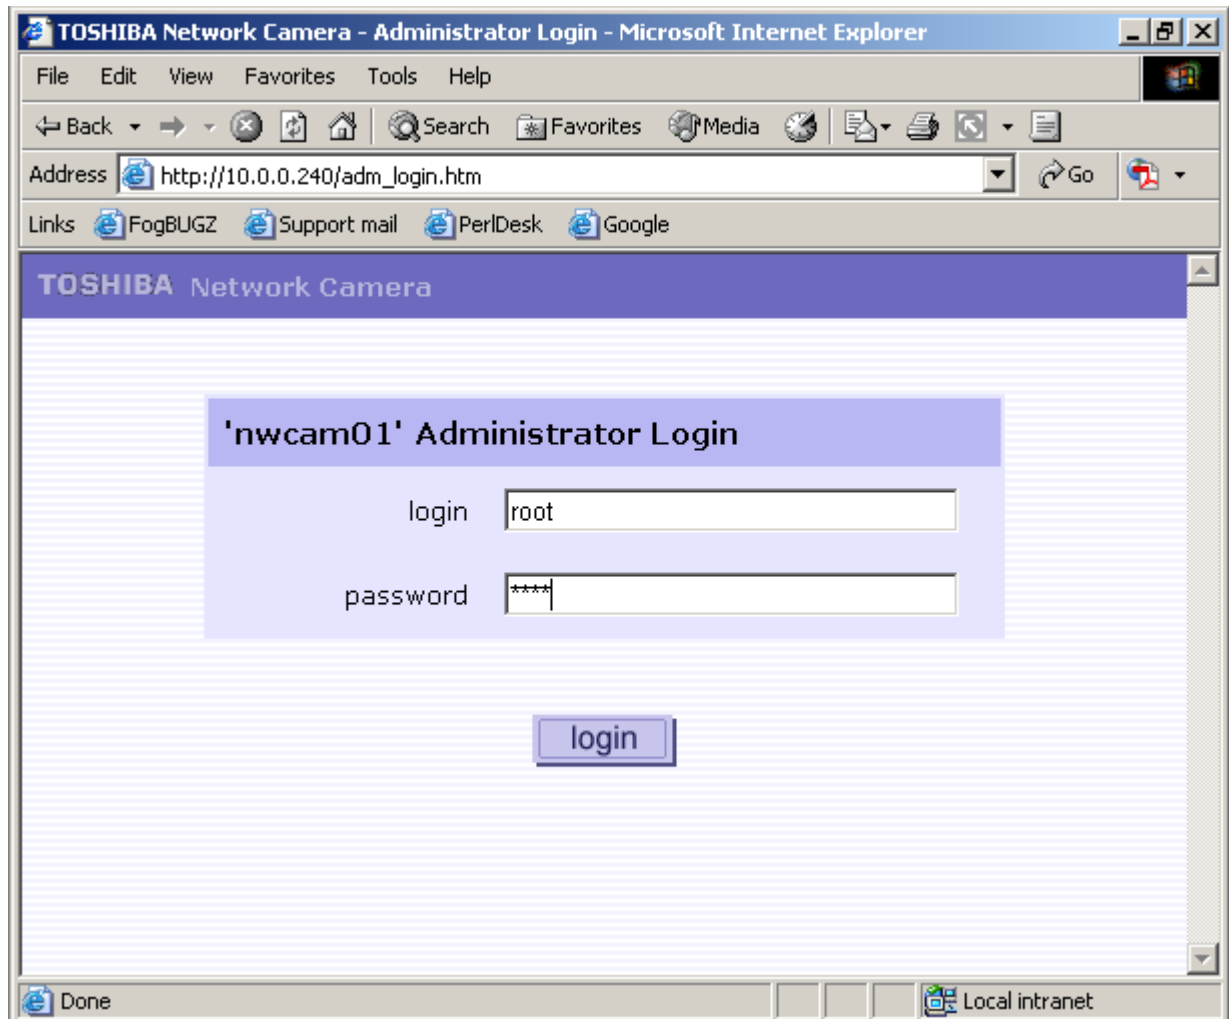 TOSHIBA Network Camera - Administrator Login - Microsoft Internet Explorer
File Edit View Favorites Tools Help
Back Search Favorites Media
Address http://10.0.0.240/adm_login.htm Go
Links FogBUGZ Support mail PerlDesk Google
TOSHIBA Network Camera
'nwcam01' Administrator Login
login root
password ****
login
Done Local intranet